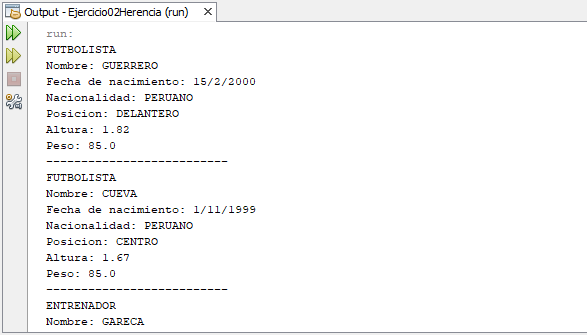 Output - Ejercicio02Herencia (run)
run:
FUTBOLISTA
Nombre: GUERRERO
Fecha de nacimiento: 15/2/2000
Nacionalidad: PERUANO
Posicion: DELANTERO
Altura: 1.82
Peso: 85.0
--------------------------
FUTBOLISTA
Nombre: CUEVA
Fecha de nacimiento: 1/11/1999
Nacionalidad: PERUANO
Posicion: CENTRO
Altura: 1.67
Peso: 85.0
--------------------------
ENTRENADOR
Nombre: GARECA